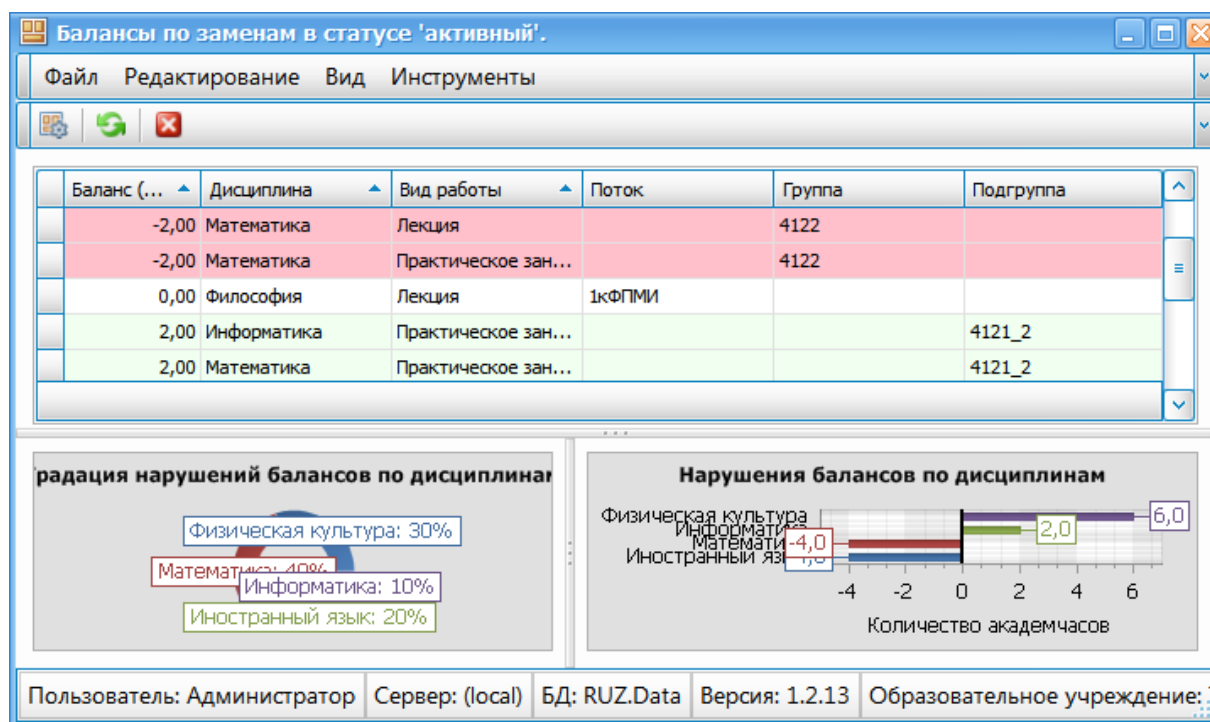 Балансы по заменам в статусе 'активный'.
Файл Редактирование Вид Инструменты
Баланс (... Дисциплина Вид работы Поток Группа Подгруппа
-2,00 Математика Лекция 4122
-2,00 Математика Практическое зан... 4122
0,00 Философия Лекция 1кФПМИ
2,00 Информатика Практическое зан... 4121_2
2,00 Математика Практическое зан... 4121_2
нарушений балансов по дисциплинам
Физическая культура: 30%
Математика: 40%
Информатика: 10%
Иностранный язык: 20%
Нарушения балансов по дисциплинам
Физическая культура 6,0
Информатика 2,0
-4,0
Иностранный
-4 -2 0 2 4 6
Количество академчасов
Пользователь: Администратор Сервер: (local) БД: RUZ.Data Версия: 1.2.13 Образовательное учреждение: